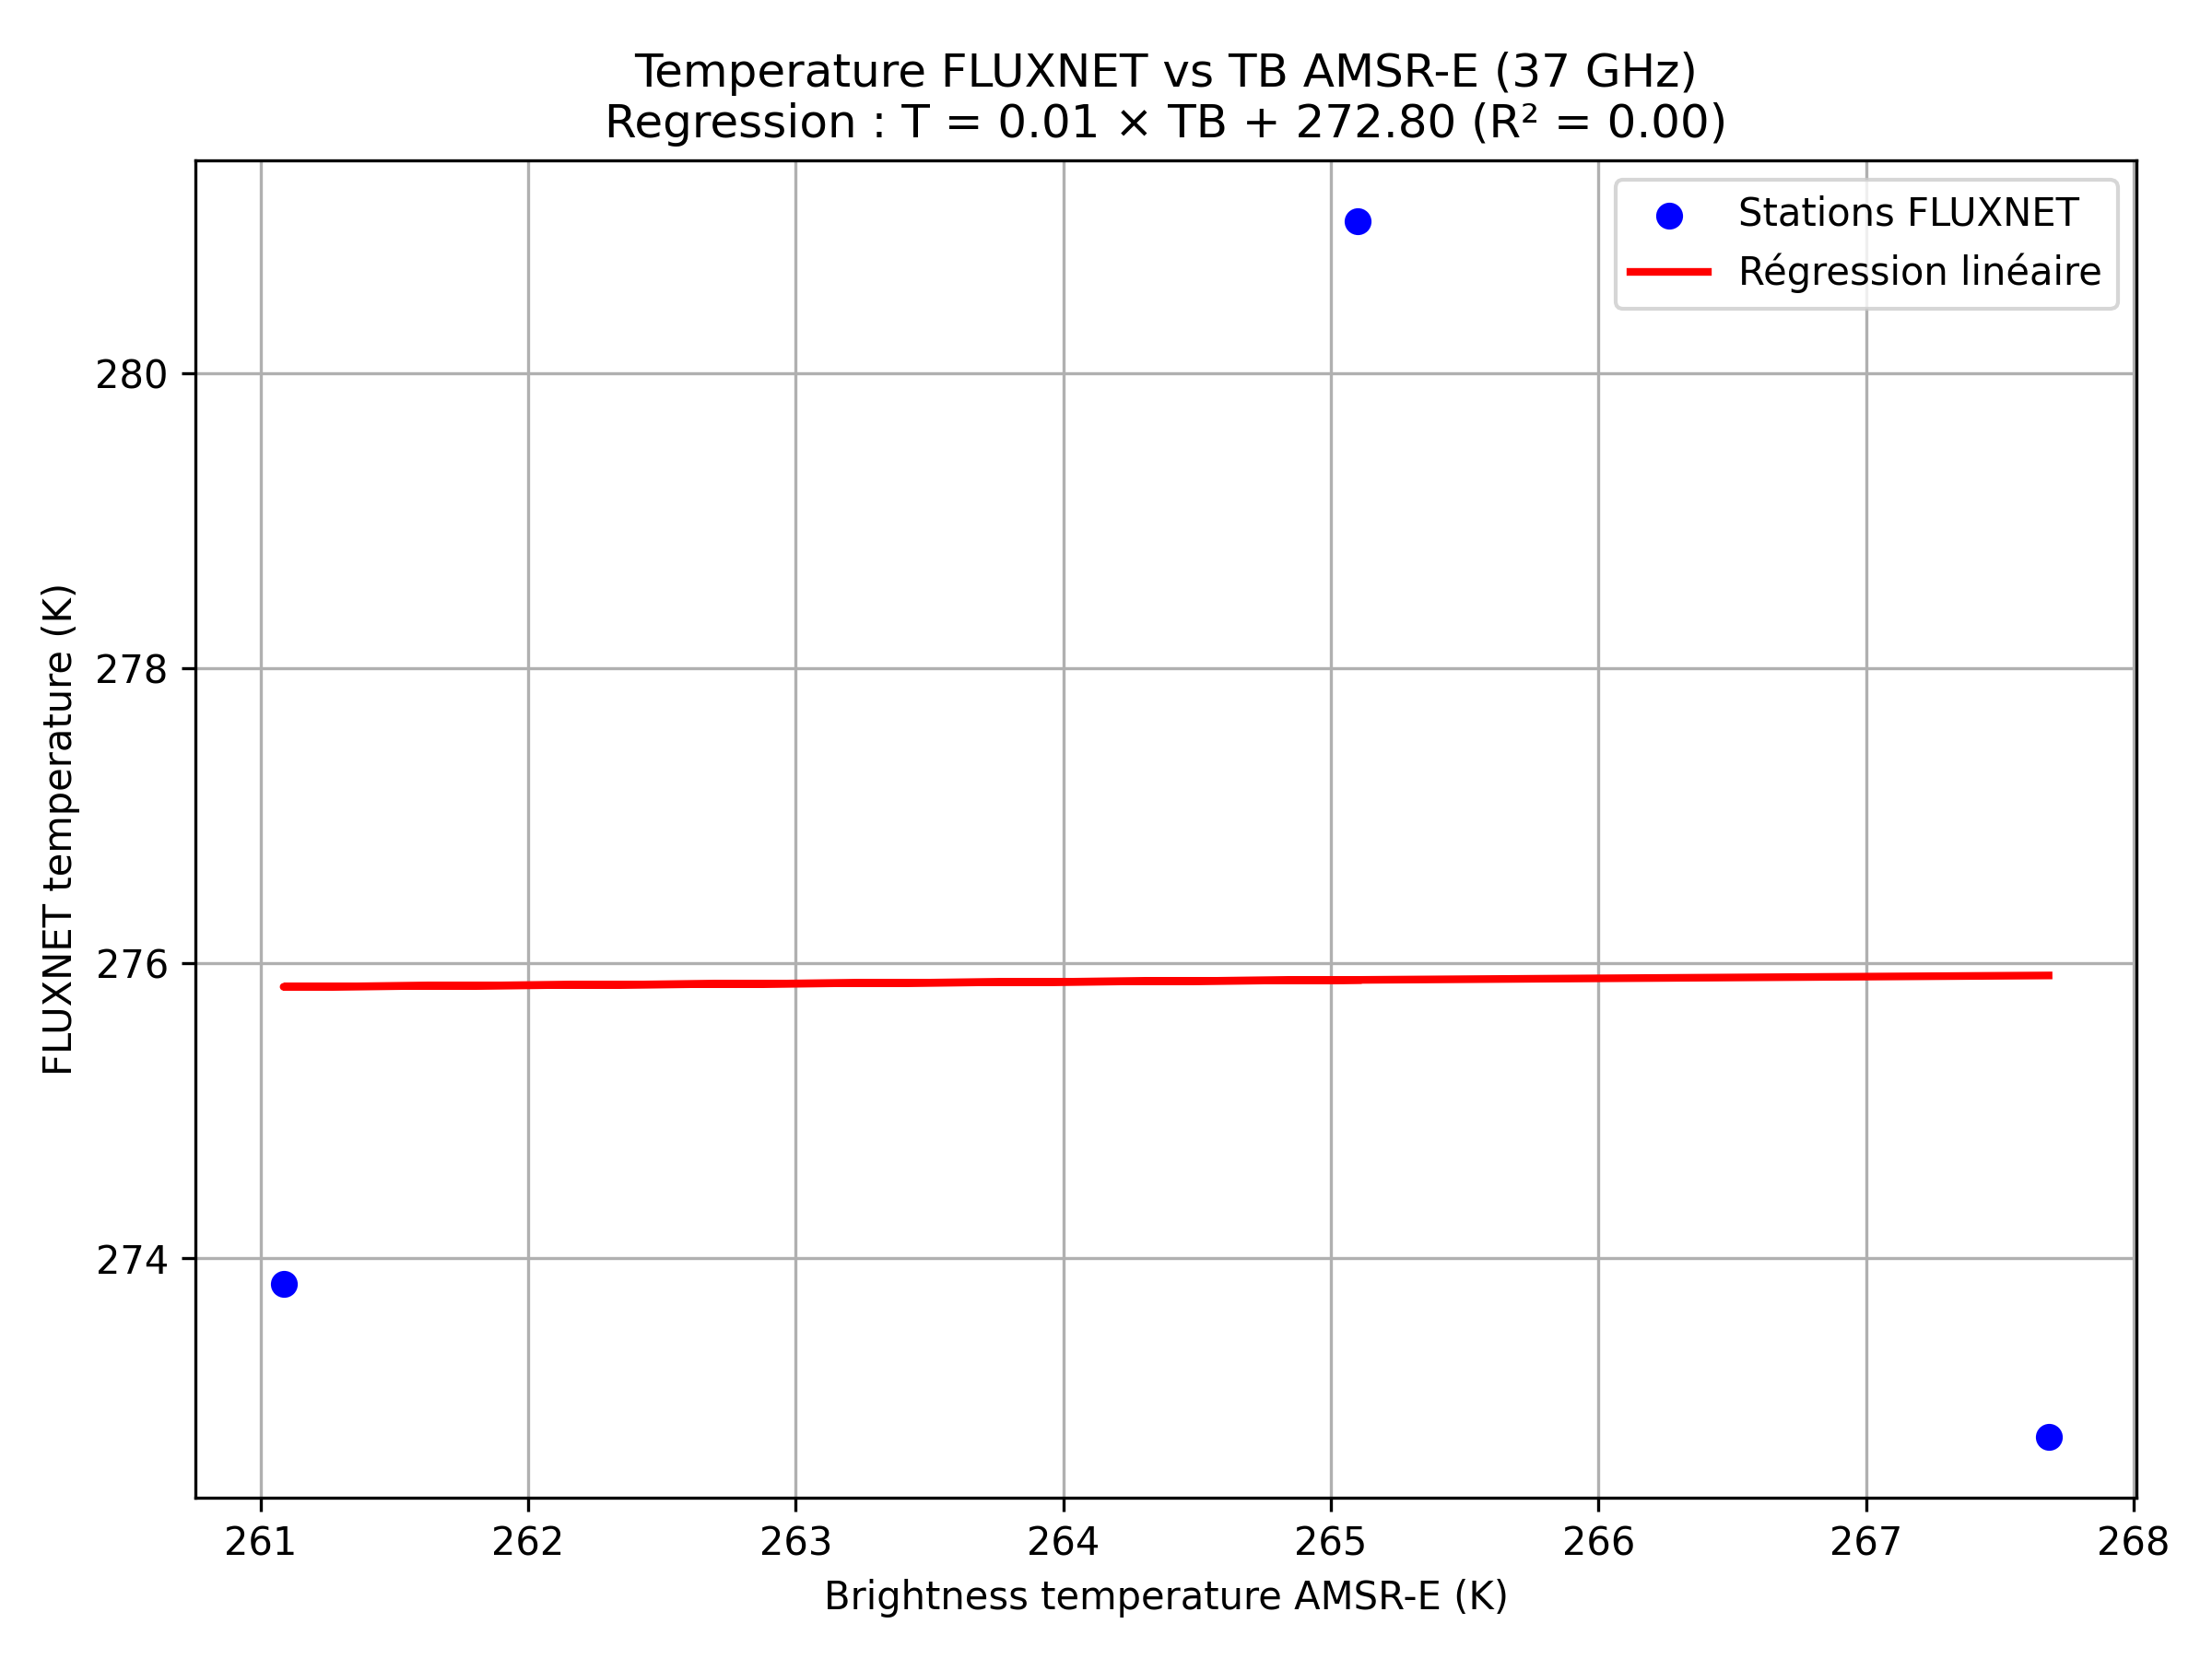 Temperature FLUXNET vs TB AMSR-E (37 GHz)
Regression : T = 0.01 × TB + 272.80 (R² = 0.00)
Stations FLUXNET
Régression linéaire
280
278
276
274
FLUXNET temperature (K)
261 262 263 264 265 266 267 268
Brightness temperature AMSR-E (K)